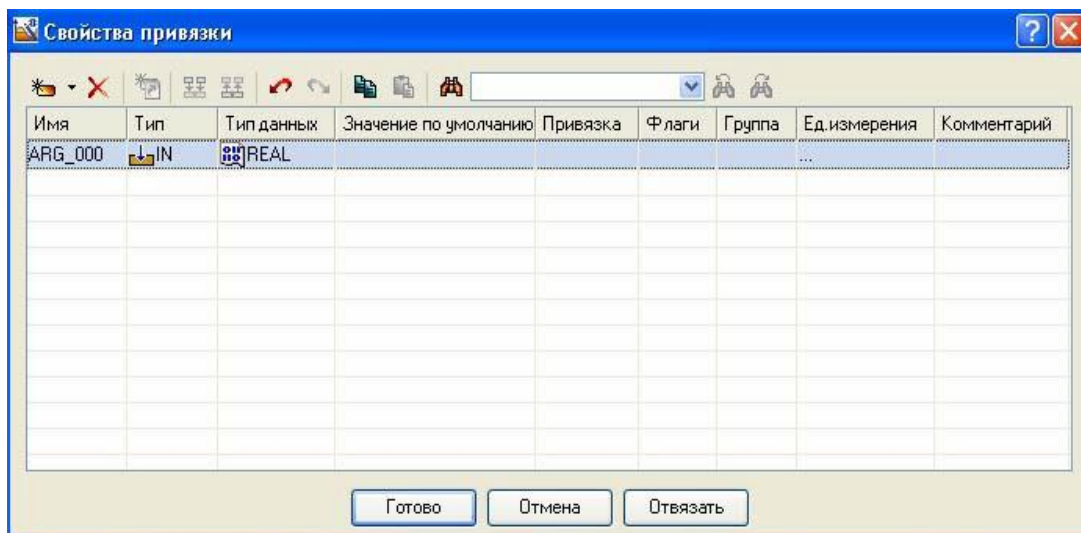 Свойства привязки
Имя Тип Тип данных Значение по умолчанию Привязка Флаги Группа Ед.измерения Комментарий
ARG_000 IN REAL ...
Готово Отмена Отвязать